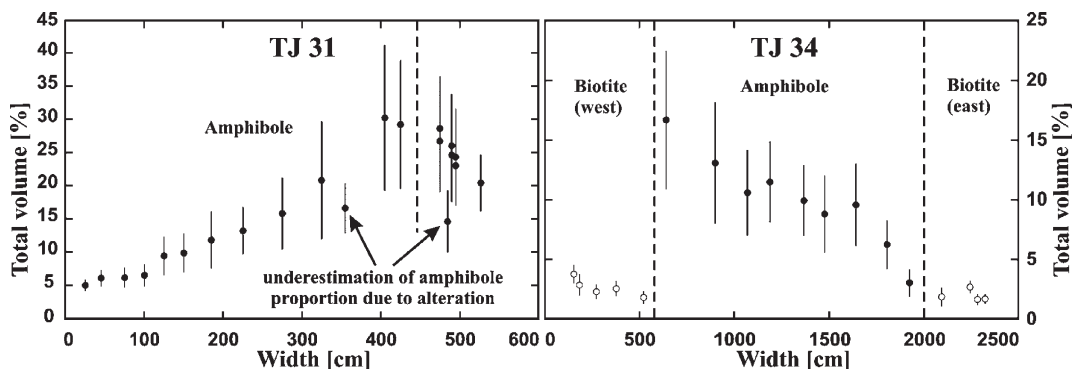 45
40
35
30
25
20
15
10
5
0
Total volume [%]
TJ 31
Amphibole
underestimation of amphibole
proportion due to alteration
0 100 200 300 400 500 600
Width [cm]
TJ 34
Biotite
(west)
Amphibole
Biotite
(east)
25
20
15
10
5
0
Total volume [%]
0 500 1000 1500 2000 2500
Width [cm]